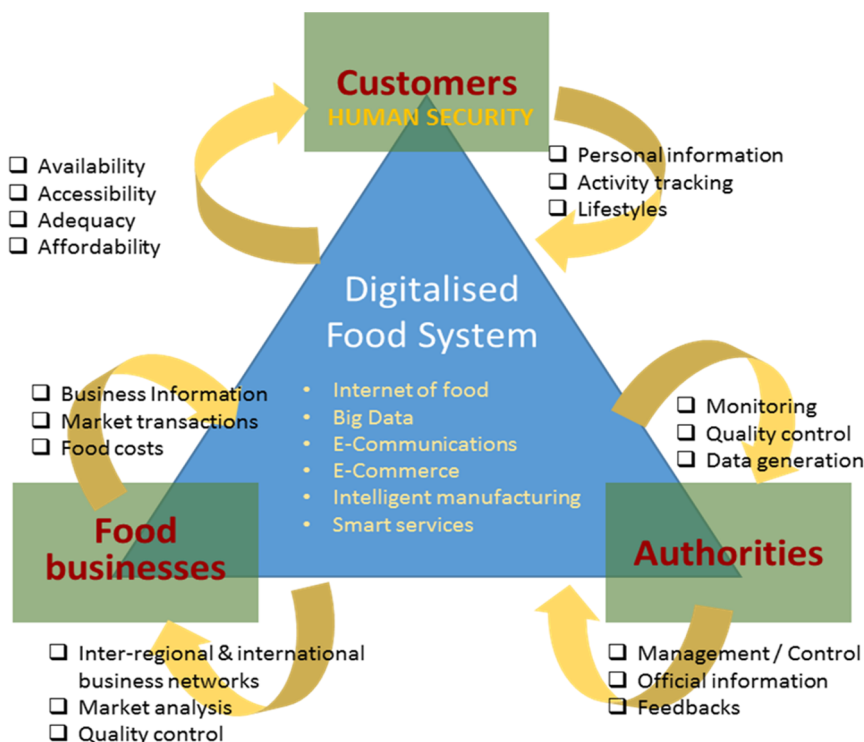 Customers
HUMAN SECURITY
❑ Availability
❑ Accessibility
❑ Adequacy
❑ Affordability
❑ Personal information
❑ Activity tracking
❑ Lifestyles
Digitalised
Food System
• Internet of food
• Big Data
• E-Communications
• E-Commerce
• Intelligent manufacturing
• Smart services
❑ Business Information
❑ Market transactions
❑ Food costs
❑ Monitoring
❑ Quality control
❑ Data generation
Food
businesses
Authorities
❑ Inter-regional & international
business networks
❑ Market analysis
❑ Quality control
❑ Management / Control
❑ Official information
❑ Feedbacks